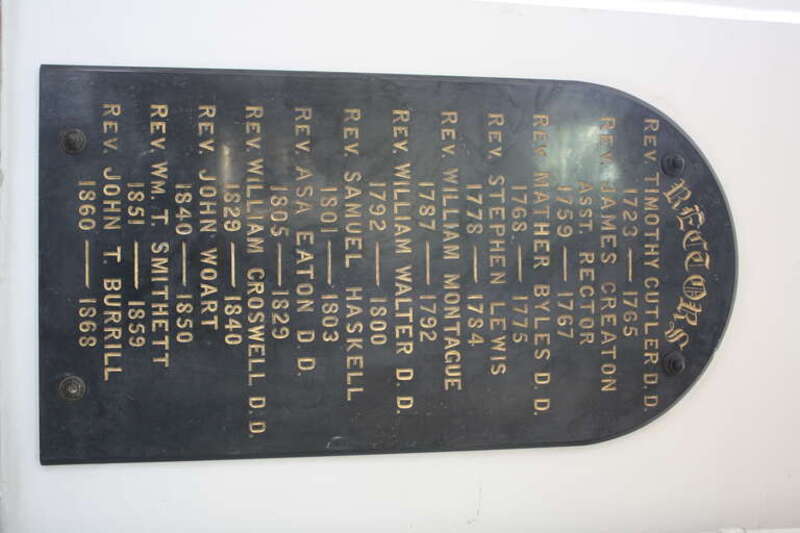 RECTORS
REV. TIMOTHY CUTLER D.D.
1723 — 1765
REV. JAMES GREATON
ASST. RECTOR
1759 — 1767
REV. MATHER BYLES D.D.
1768 — 1775
REV. STEPHEN LEWIS
1778 — 1784
REV. WILLIAM MONTAGUE
1787 — 1792
REV. WILLIAM WALTER D.D.
1792 — 1800
REV. SAMUEL HASKELL
1801 — 1803
REV. ASA EATON D.D.
1805 — 1829
REV. WILLIAM CROSWELL D.D.
1829 — 1840
REV. JOHN WOART
1840 — 1850
REV. WM. T. SMITHETT
1851 — 1859
REV. JOHN T. BURRILL
1860 — 1868